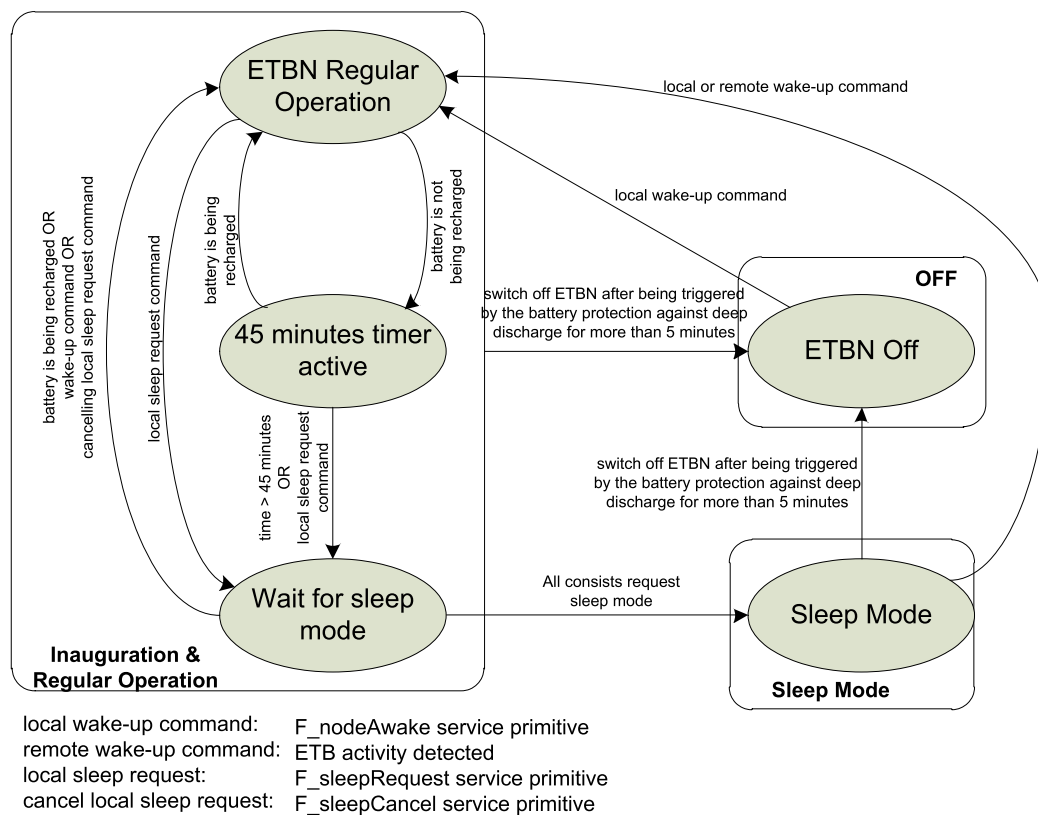 ETBN Regular
Operation
local or remote wake-up command
local wake-up command
battery is being recharged OR
wake-up command OR
cancelling local sleep request command
local sleep request command
battery is being
recharged
battery is not
being recharged
OFF
switch off ETBN after being triggered
by the battery protection against deep
discharge for more than 5 minutes
45 minutes timer
active
ETBN Off
time > 45 minutes
OR
local sleep request
command
switch off ETBN after being triggered
by the battery protection against deep
discharge for more than 5 minutes
Wait for sleep
mode
All consists request
sleep mode
Sleep Mode
Inauguration &
Regular Operation
Sleep Mode
local wake-up command: F_nodeAwake service primitive
remote wake-up command: ETB activity detected
local sleep request: F_sleepRequest service primitive
cancel local sleep request: F_sleepCancel service primitive